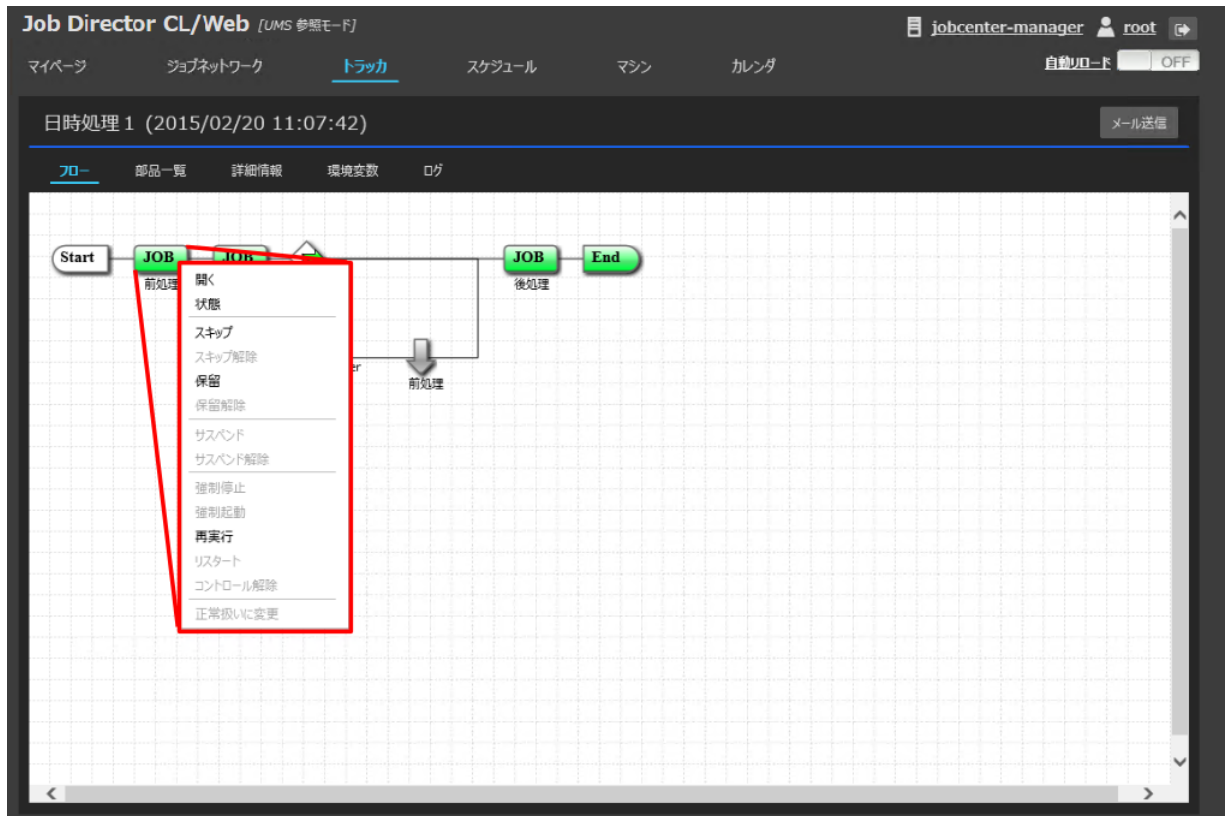 Job Director CL/Web [UMS 参照モード]
jobcenter-manager root
マイページ ジョブネットワーク トラッカ スケジュール マシン カレンダ
自動リロード OFF
日時処理1 (2015/02/20 11:07:42)
メール送信
フロー 部品一覧 詳細情報 環境変数 ログ
Start JOB JOB JOB End
前処理 後処理
開く
状態
スキップ
スキップ解除
保留
保留解除
サスペンド
サスペンド解除
強制停止
強制起動
再実行
リスタート
コントロール解除
正常扱いに変更
er
前処理